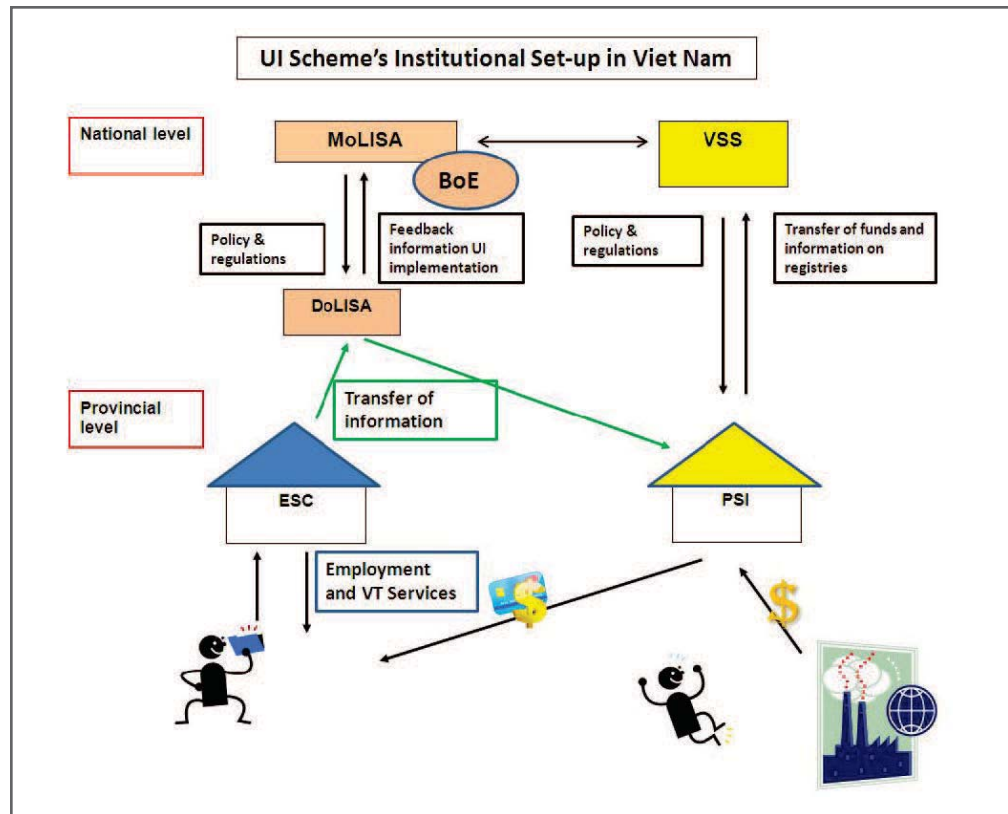 UI Scheme's Institutional Set-up in Viet Nam
National level
MoLISA
VSS
BoE
Policy &
regulations
Feedback
information UI
implementation
Policy &
regulations
Transfer of funds and
information on
registries
DoLISA
Provincial
level
Transfer of
information
ESC
PSI
Employment
and VT Services
$
$